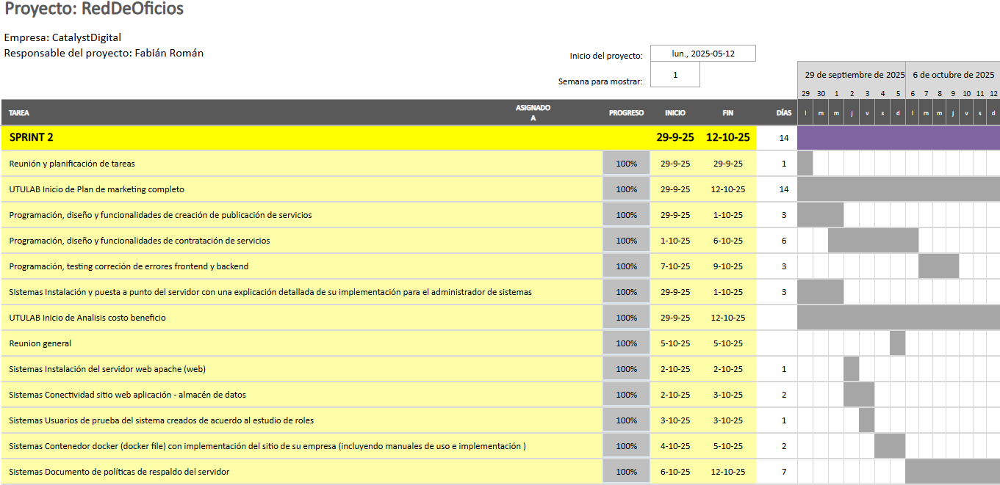 Proyecto: RedDeOficios
Empresa: CatalystDigital
Responsable del proyecto: Fabián Román
Inicio del proyecto: lun., 2025-05-12
Semana para mostrar: 1
29 de septiembre de 2025 6 de octubre de 2025
29 30 1 2 3 4 5 6 7 8 9 10 11 12
TAREA ASIGNADO A PROGRESO INICIO FIN DÍAS l m m j v s d l m m j v s d
SPRINT 2 29-9-25 12-10-25 14
Reunión y planificación de tareas 100% 29-9-25 29-9-25 1
UTULAB Inicio de Plan de marketing completo 100% 29-9-25 12-10-25 14
Programación, diseño y funcionalidades de creación de publicación de servicios 100% 29-9-25 1-10-25 3
Programación, diseño y funcionalidades de contratación de servicios 100% 1-10-25 6-10-25 6
Programación, testing correción de errores frontend y backend 100% 7-10-25 9-10-25 3
SIstemas Instalación y puesta a punto del servidor con una explicación detallada de su implementación para el administrador de sistemas 100% 29-9-25 1-10-25 3
UTULAB Inicio de Analisis costo beneficio 100% 29-9-25 12-10-25
Reunion general 100% 5-10-25 5-10-25
Sistemas Instalación del servidor web apache (web) 100% 2-10-25 2-10-25 1
Sistemas Conectividad sitio web aplicación - almacén de datos 100% 2-10-25 3-10-25 2
Sistemas Usuarios de prueba del sistema creados de acuerdo al estudio de roles 100% 3-10-25 3-10-25 1
Sistemas Contenedor docker (docker file) con implementación del sitio de su empresa (incluyendo manuales de uso e implementación ) 100% 4-10-25 5-10-25 2
Sistemas Documento de políticas de respaldo del servidor 100% 6-10-25 12-10-25 7